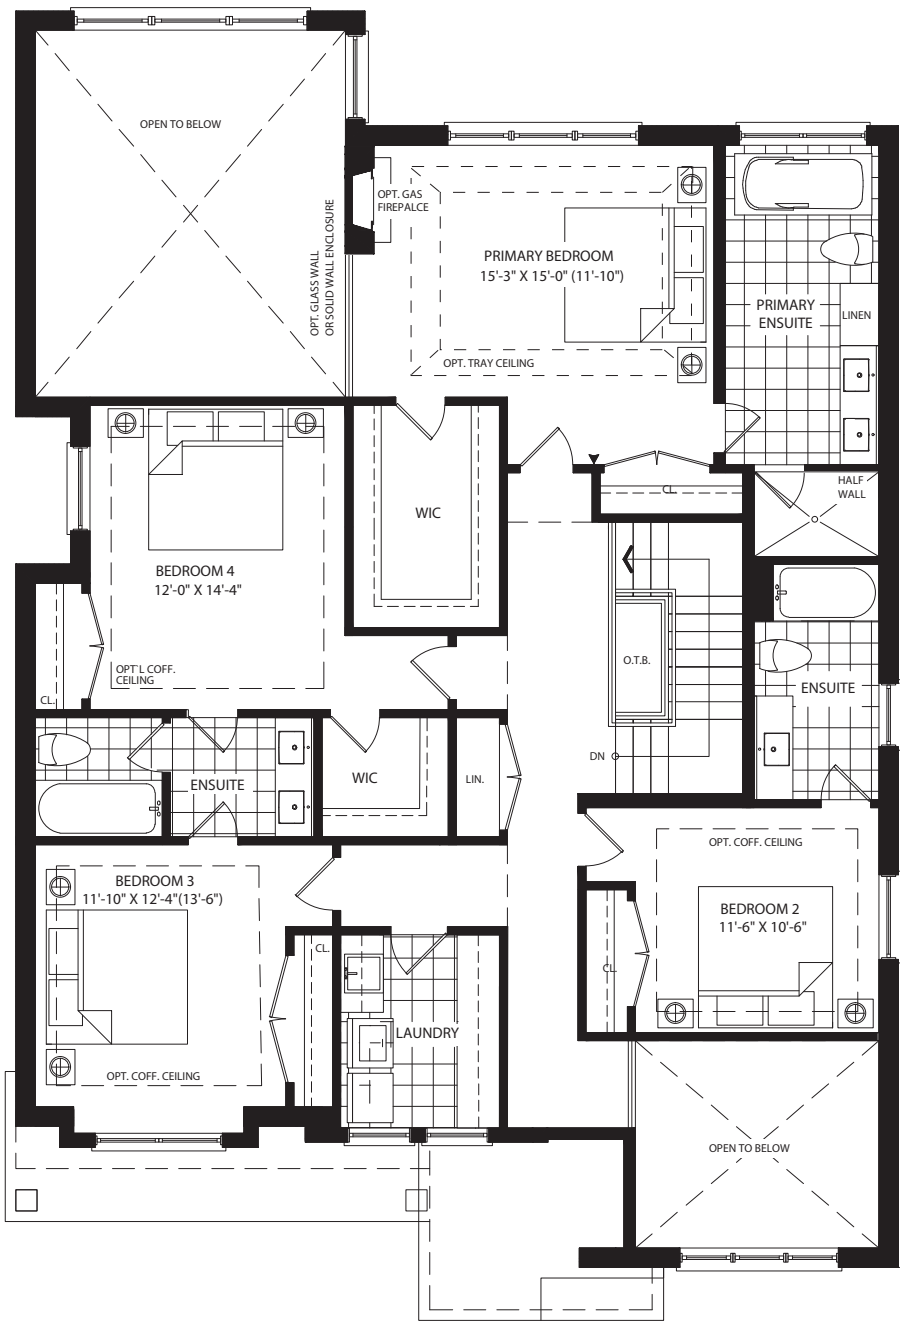 OPEN TO BELOW
OPT. GLASS WALL
OR SOLID WALL ENCLOSURE
OPT. GAS
FIREPALCE
PRIMARY BEDROOM
15'-3" X 15'-0" (11'-10")
OPT. TRAY CEILING
PRIMARY
ENSUITE
LINEN
HALF
WALL
CL.
WIC
BEDROOM 4
12'-0" X 14'-4"
OPT'L COFF.
CEILING
CL.
O.T.B.
DN
ENSUITE
ENSUITE
WIC
LIN.
OPT. COFF. CEILING
BEDROOM 3
11'-10" X 12'-4"(13'-6")
BEDROOM 2
11'-6" X 10'-6"
CL.
CL.
LAUNDRY
OPT. COFF. CEILING
OPEN TO BELOW